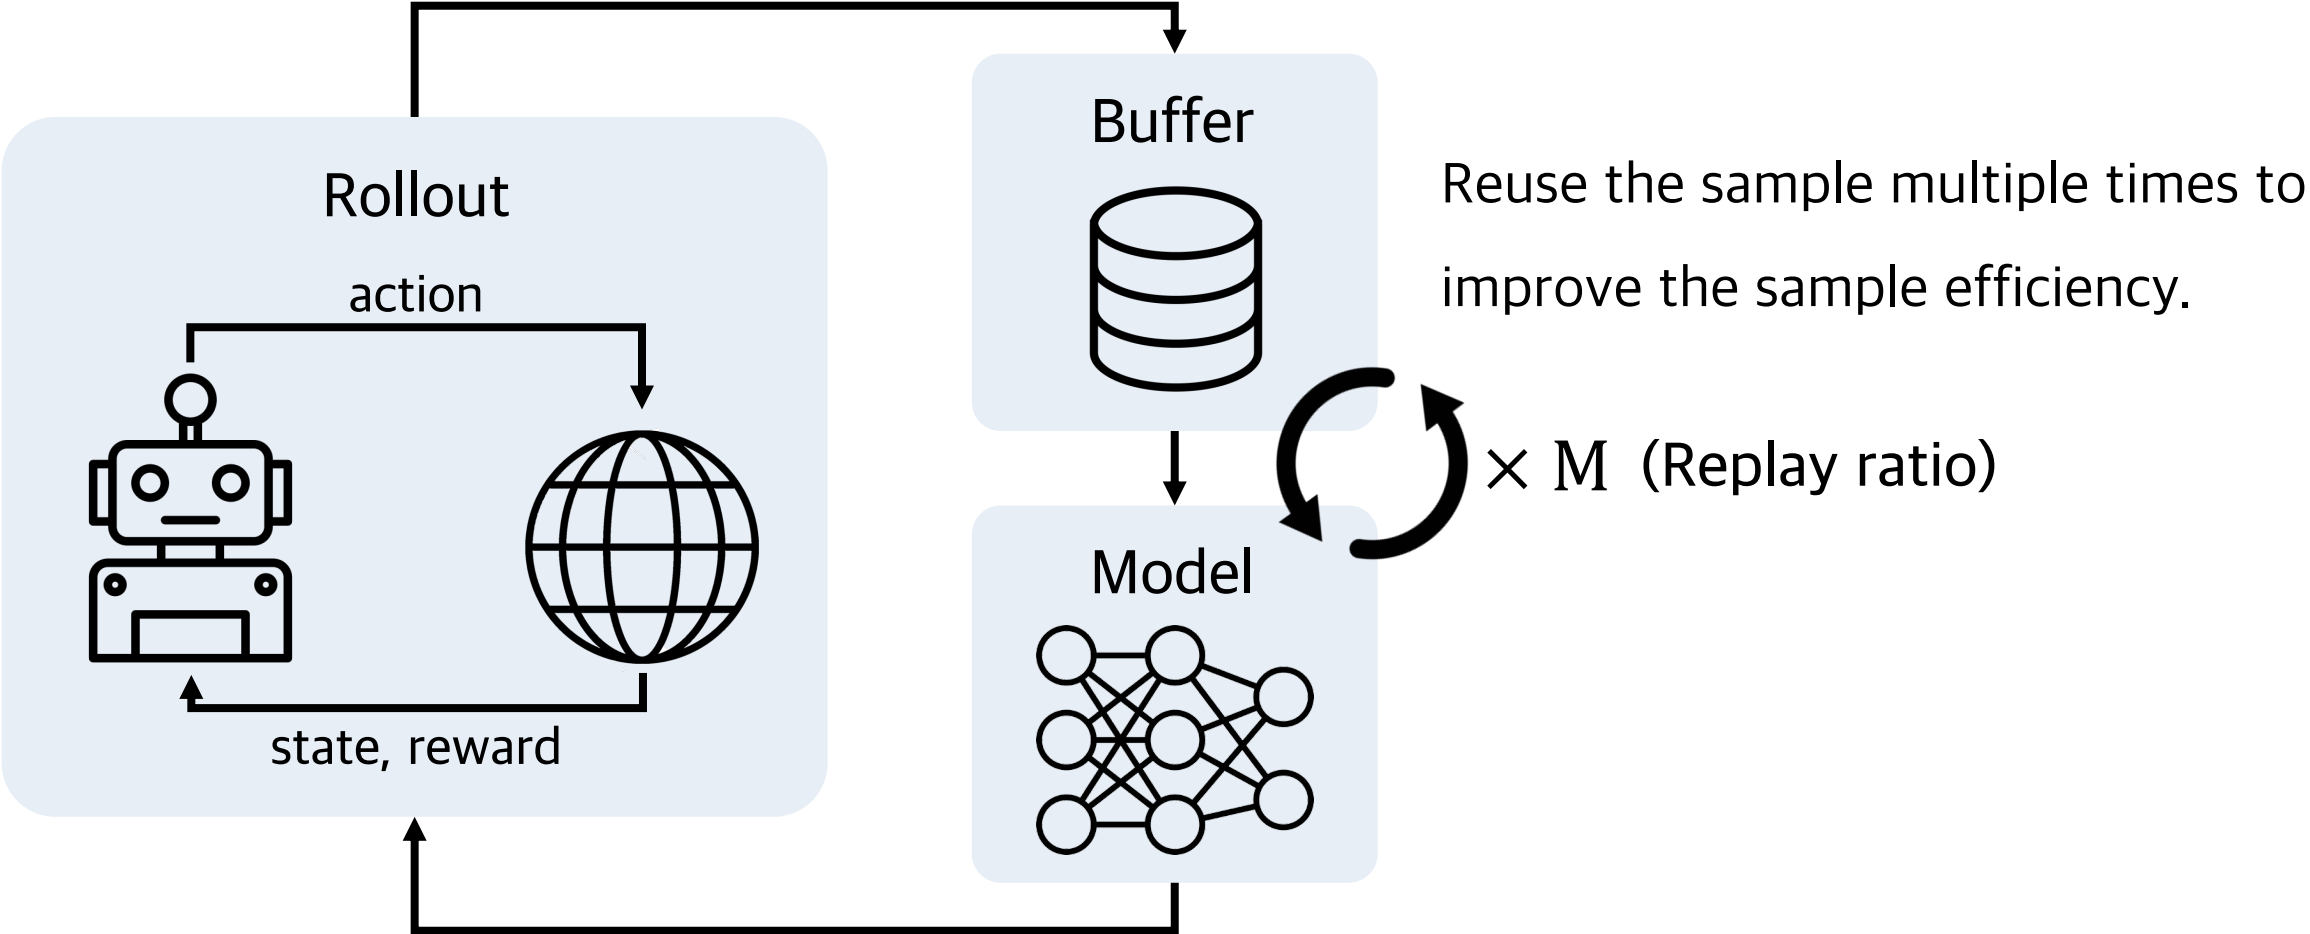 Rollout
action
state, reward
Buffer
Model
Reuse the sample multiple times to
improve the sample efficiency.
× M (Replay ratio)